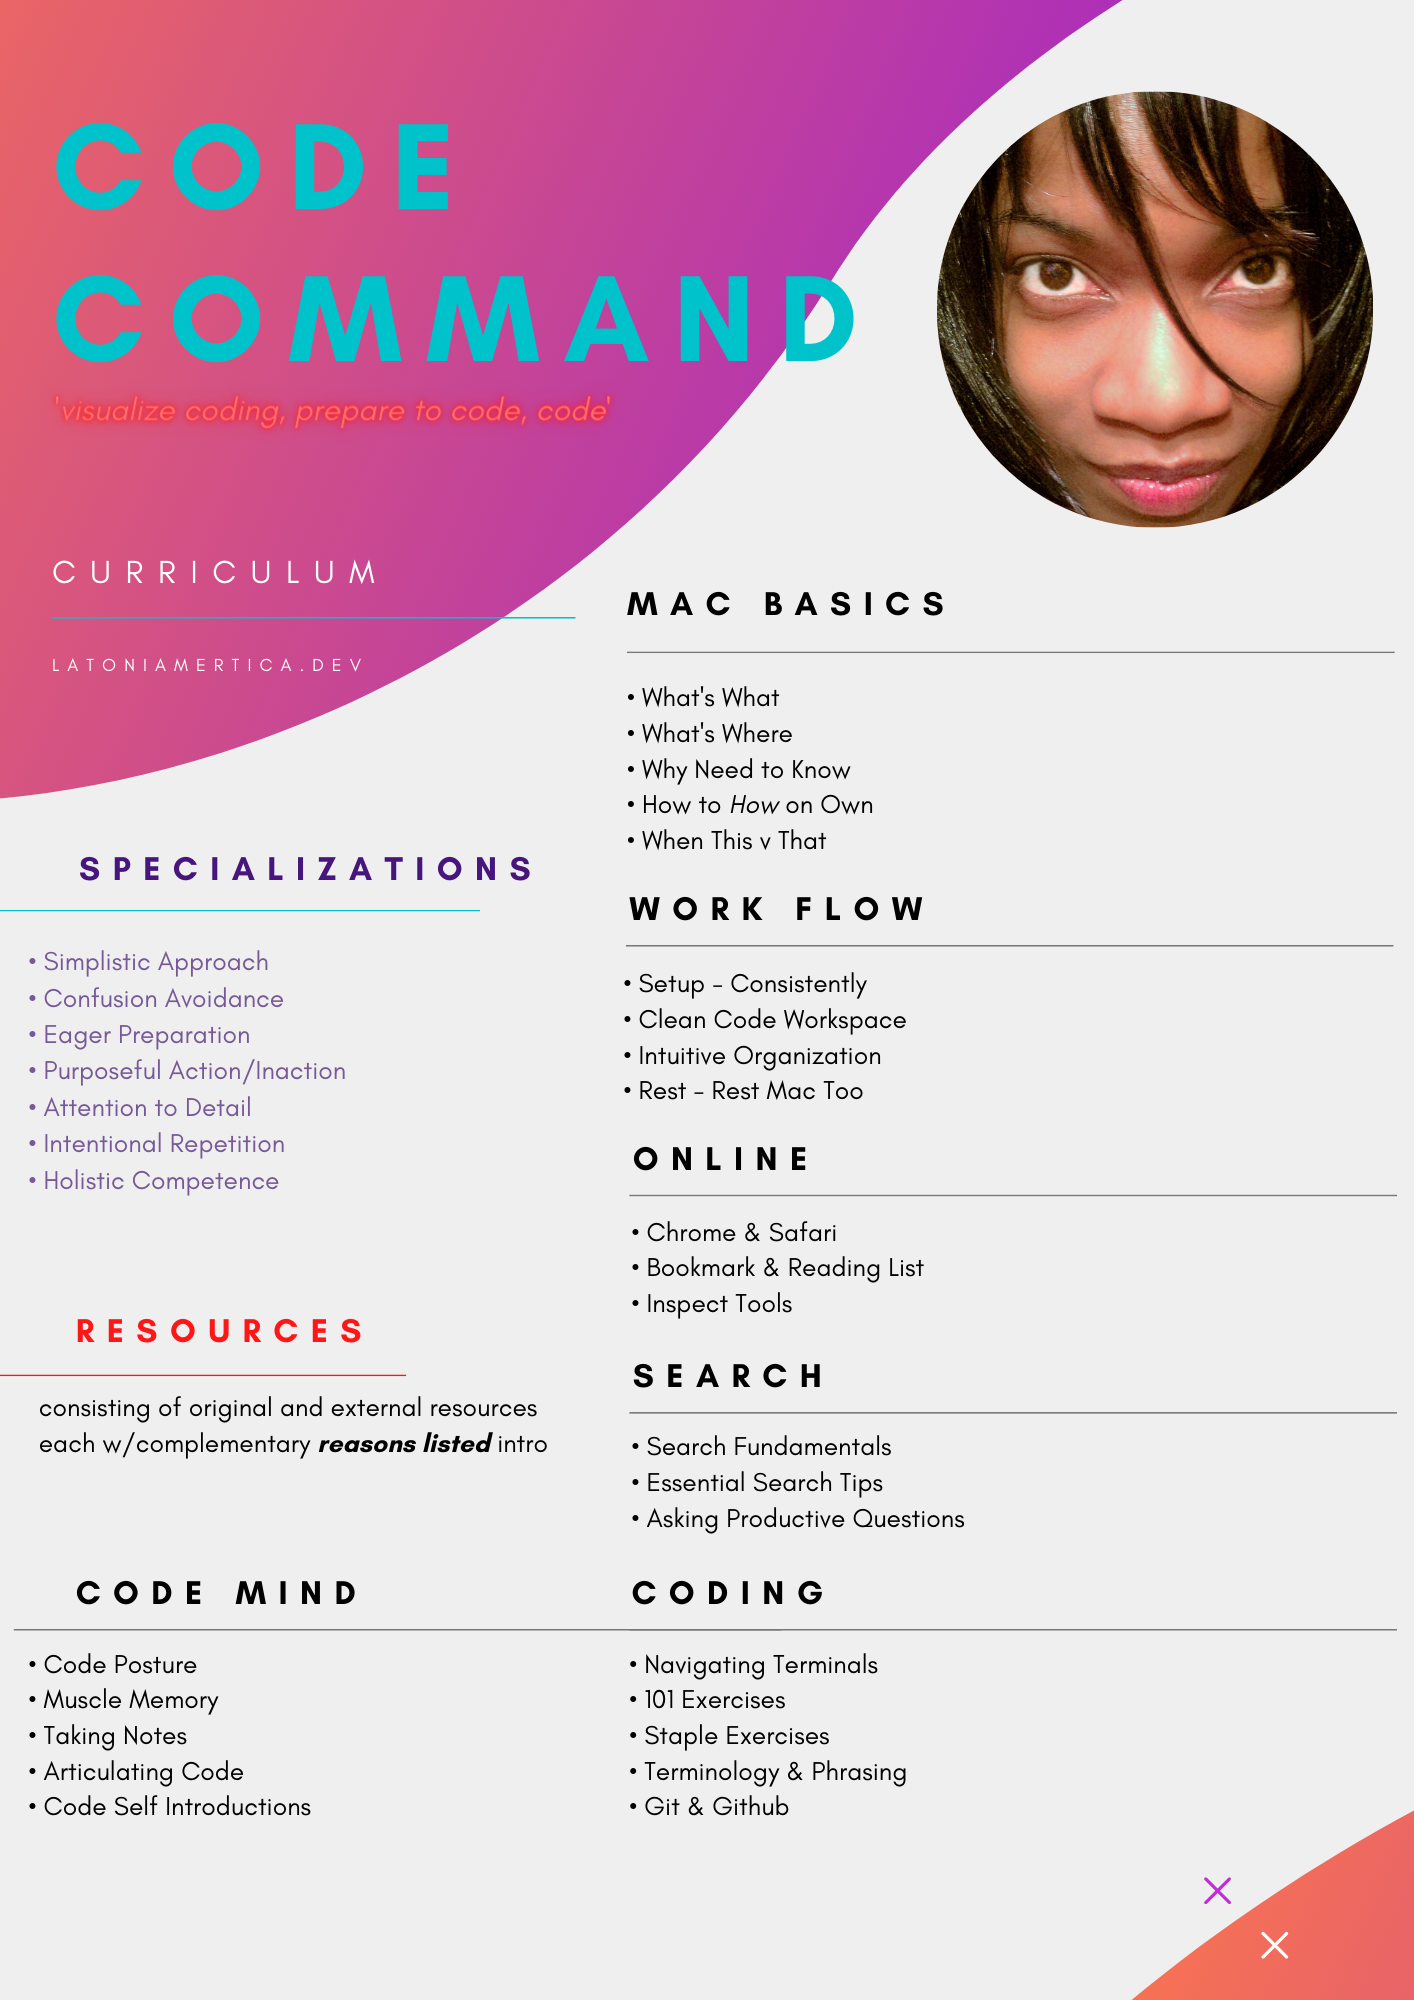 CODE
COMMAND
'visualize coding, prepare to code, code'
CURRICULUM
LATONIAMERTICA.DEV
SPECIALIZATIONS
• Simplistic Approach
• Confusion Avoidance
• Eager Preparation
• Purposeful Action/Inaction
• Attention to Detail
• Intentional Repetition
• Holistic Competence
RESOURCES
consisting of original and external resources
each w/complementary reasons listed intro
CODE MIND
• Code Posture
• Muscle Memory
• Taking Notes
• Articulating Code
• Code Self Introductions
MAC BASICS
• What's What
• What's Where
• Why Need to Know
• How to How on Own
• When This v That
WORK FLOW
• Setup - Consistently
• Clean Code Workspace
• Intuitive Organization
• Rest - Rest Mac Too
ONLINE
• Chrome & Safari
• Bookmark & Reading List
• Inspect Tools
SEARCH
• Search Fundamentals
• Essential Search Tips
• Asking Productive Questions
CODING
• Navigating Terminals
• 101 Exercises
• Staple Exercises
• Terminology & Phrasing
• Git & Github